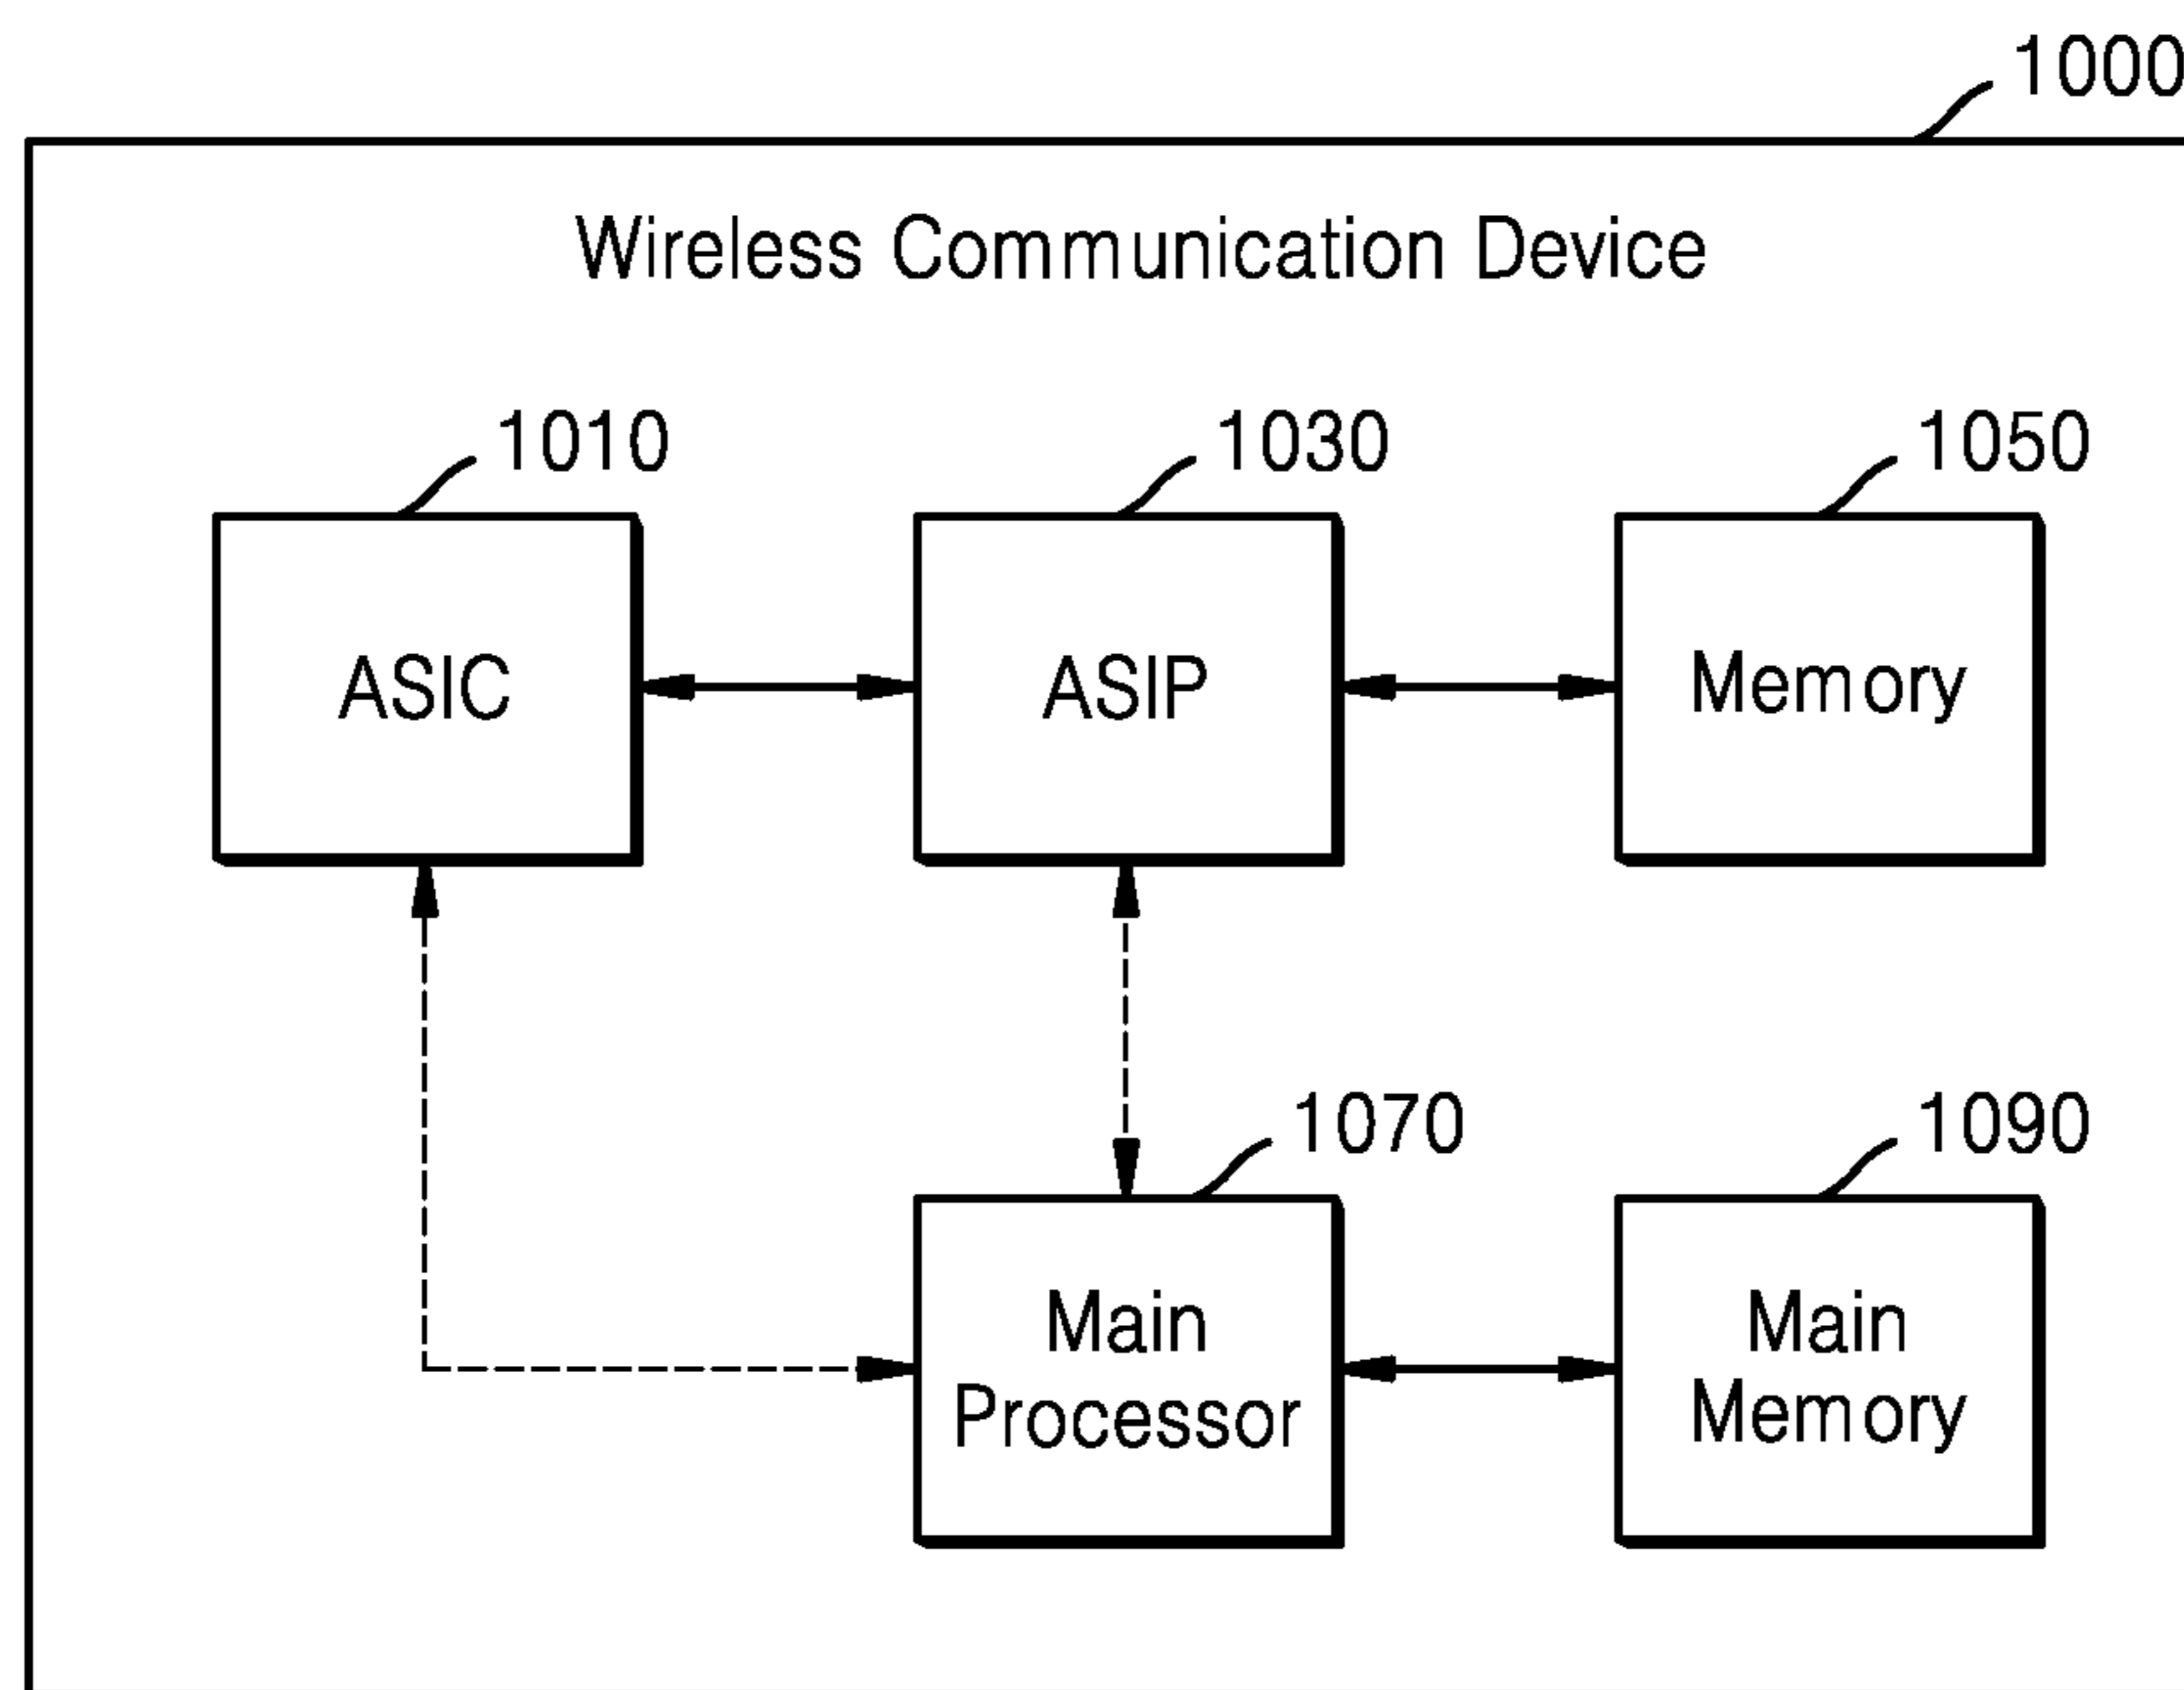 1000
Wireless Communication Device
1010
1030
1050
ASIC
ASIP
Memory
1070
1090
Main
Processor
Main
Memory